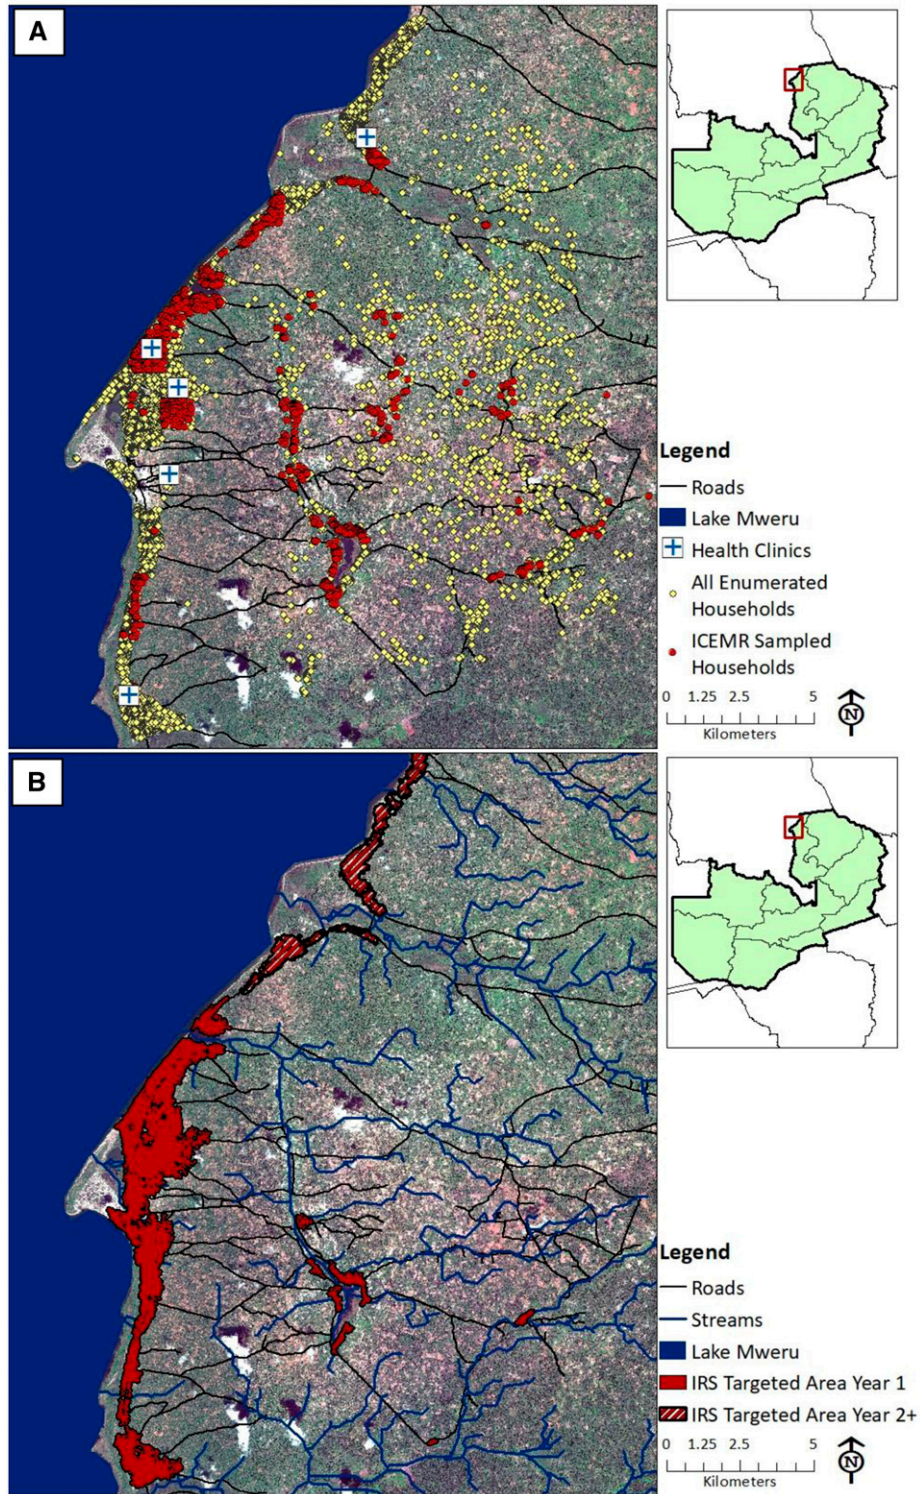 A
Legend
Roads
Lake Mweru
Health Clinics
All Enumerated
Households
ICEMR Sampled
Households
0 1.25 2.5 5
Kilometers
N
B
Legend
Roads
Streams
Lake Mweru
IRS Targeted Area Year 1
IRS Targeted Area Year 2+
0 1.25 2.5 5
Kilometers
N